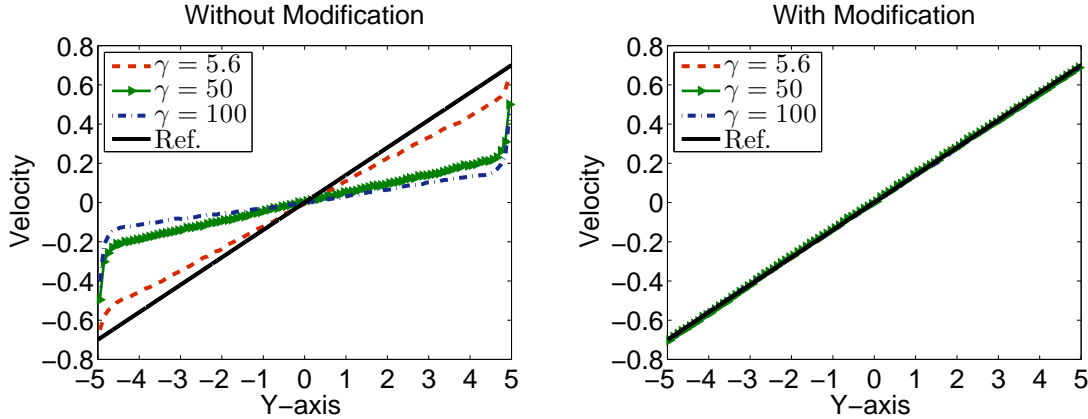 Without Modification
0.8
0.6
0.4
0.2
0
−0.2
−0.4
−0.6
−0.8
Velocity
γ = 5.6
γ = 50
γ = 100
Ref.
−5 −4 −3 −2 −1 0 1 2 3 4 5
Y−axis
With Modification
0.8
0.6
0.4
0.2
0
−0.2
−0.4
−0.6
−0.8
Velocity
γ = 5.6
γ = 50
γ = 100
Ref.
−5 −4 −3 −2 −1 0 1 2 3 4 5
Y−axis